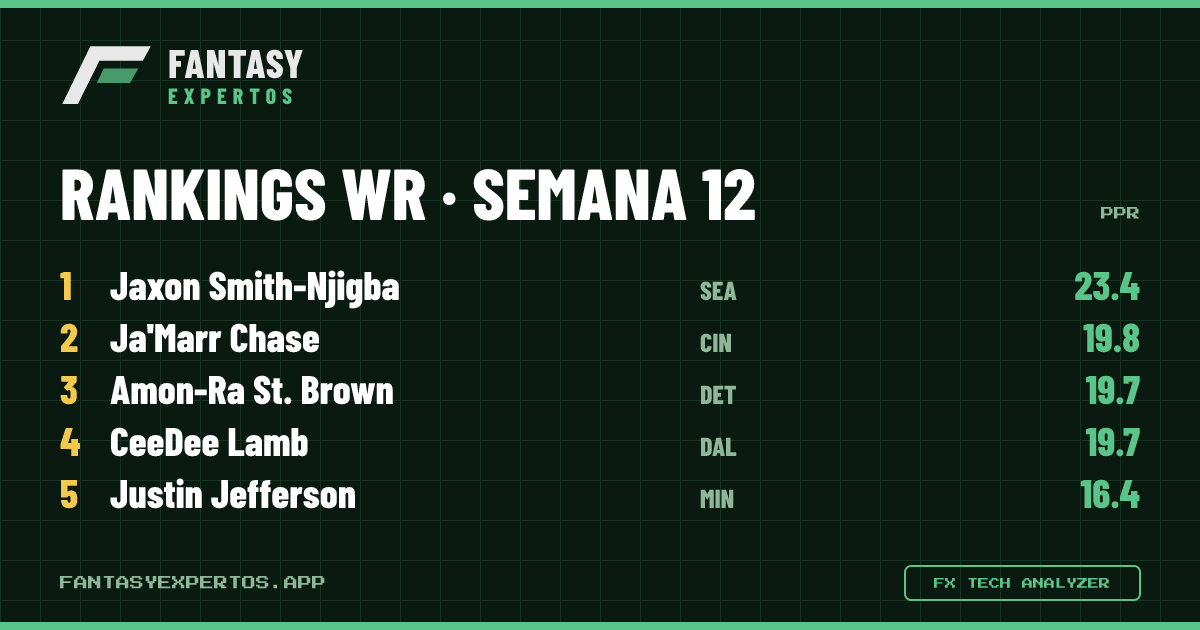 FANTASY
EXPERTOS
RANKINGS WR · SEMANA 12
PPR
1 Jaxon Smith-Njigba SEA 23.4
2 Ja'Marr Chase CIN 19.8
3 Amon-Ra St. Brown DET 19.7
4 CeeDee Lamb DAL 19.7
5 Justin Jefferson MIN 16.4
FANTASYEXPERTOS.APP
FX TECH ANALYZER